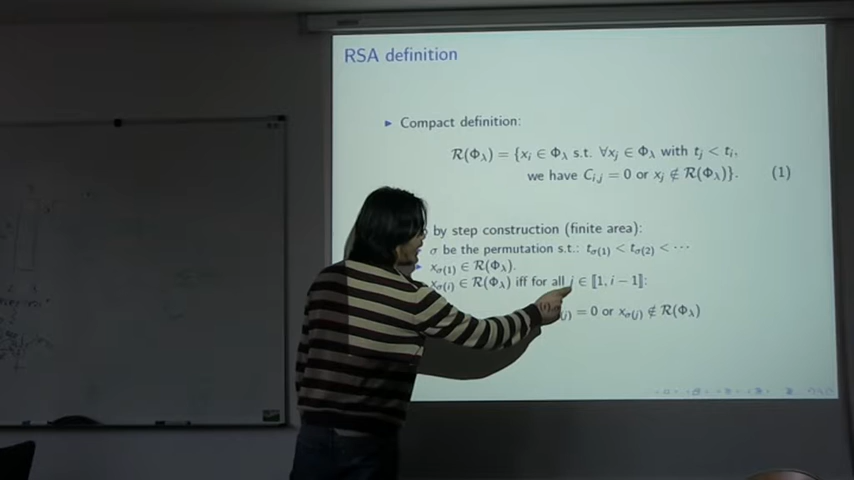 RSA definition
▶ Compact definition:
R(Φ_λ) = {x_i ∈ Φ_λ s.t. ∀x_j ∈ Φ_λ with t_j < t_i,
we have C_{i,j} = 0 or x_j ∉ R(Φ_λ)}. (1)
by step construction (finite area):
σ be the permutation s.t.: t_{σ(1)} < t_{σ(2)} < ⋯
x_{σ(1)} ∈ R(Φ_λ).
x_{σ(i)} ∈ R(Φ_λ) iff for all j ∈ ⟦1, i − 1⟧:
= 0 or x_{σ(j)} ∉ R(Φ_λ)